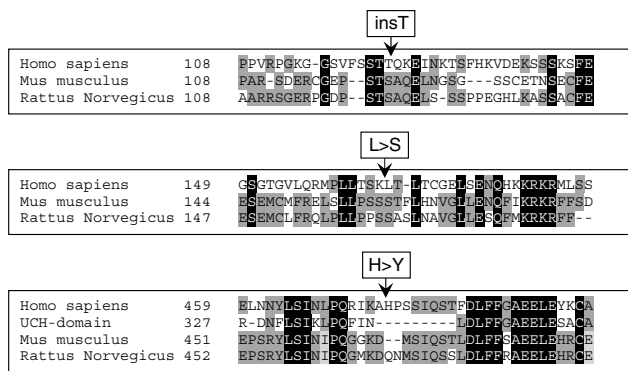 insT
Homo sapiens 108 PPVRPGKG-GSVFSSTTQKEINKTSFHKVDEKSSSKSFE
Mus musculus 108 PAR-SDERCGEP--STSAQELNGSG---SSCETNSECFE
Rattus Norvegicus 108 AARRSGERPGDP--STSAQELS-SSPPEGHLKASSACFE
L>S
Homo sapiens 149 GSGTGVLQRMPLLTSKLT-LTCGELSENQHKKRKRMLSS
Mus musculus 144 ESEMCMFRELSLLPSSSTFLHNVGLLENQFIKRKRFFSD
Rattus Norvegicus 147 ESEMCLFRQLPLLPPSSASLNAVGLLESQFMKRKRFF--
H>Y
Homo sapiens 459 ELNNYLSINLPQRIKAHPSSIQSTFDLFFGAEELEYKCA
UCH-domain 327 R-DNFLSIKLPQFIN---------LDLFFGAEELESACA
Mus musculus 451 EPSRYLSINIPQGGKD--MSIQSTLDLFFSAEELEHRCE
Rattus Norvegicus 452 EPSRYLSINIPQGMKDQNMSIQSSLDLFFRAEELEHRCE